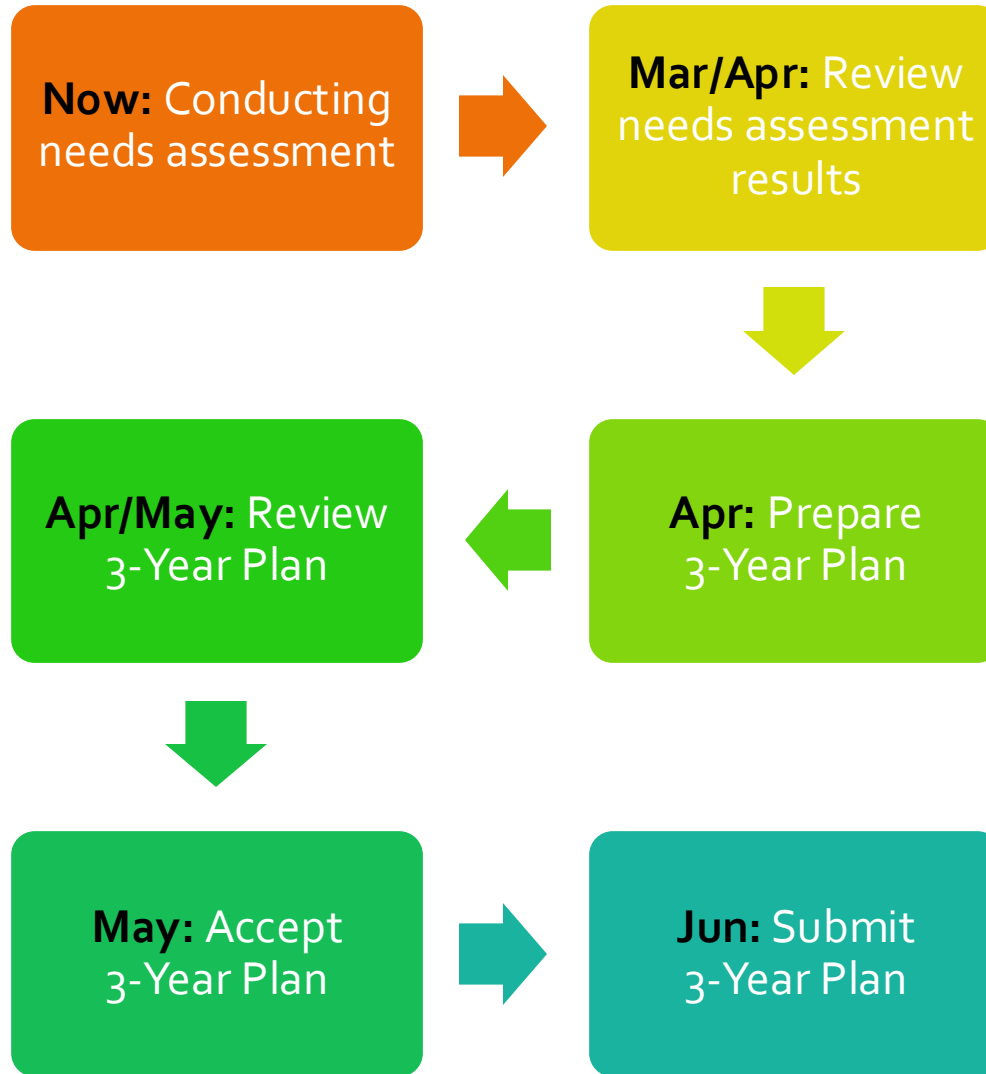 Now: Conducting
needs assessment
Mar/Apr: Review
needs assessment
results
Apr: Prepare
3-Year Plan
Apr/May: Review
3-Year Plan
May: Accept
3-Year Plan
Jun: Submit
3-Year Plan